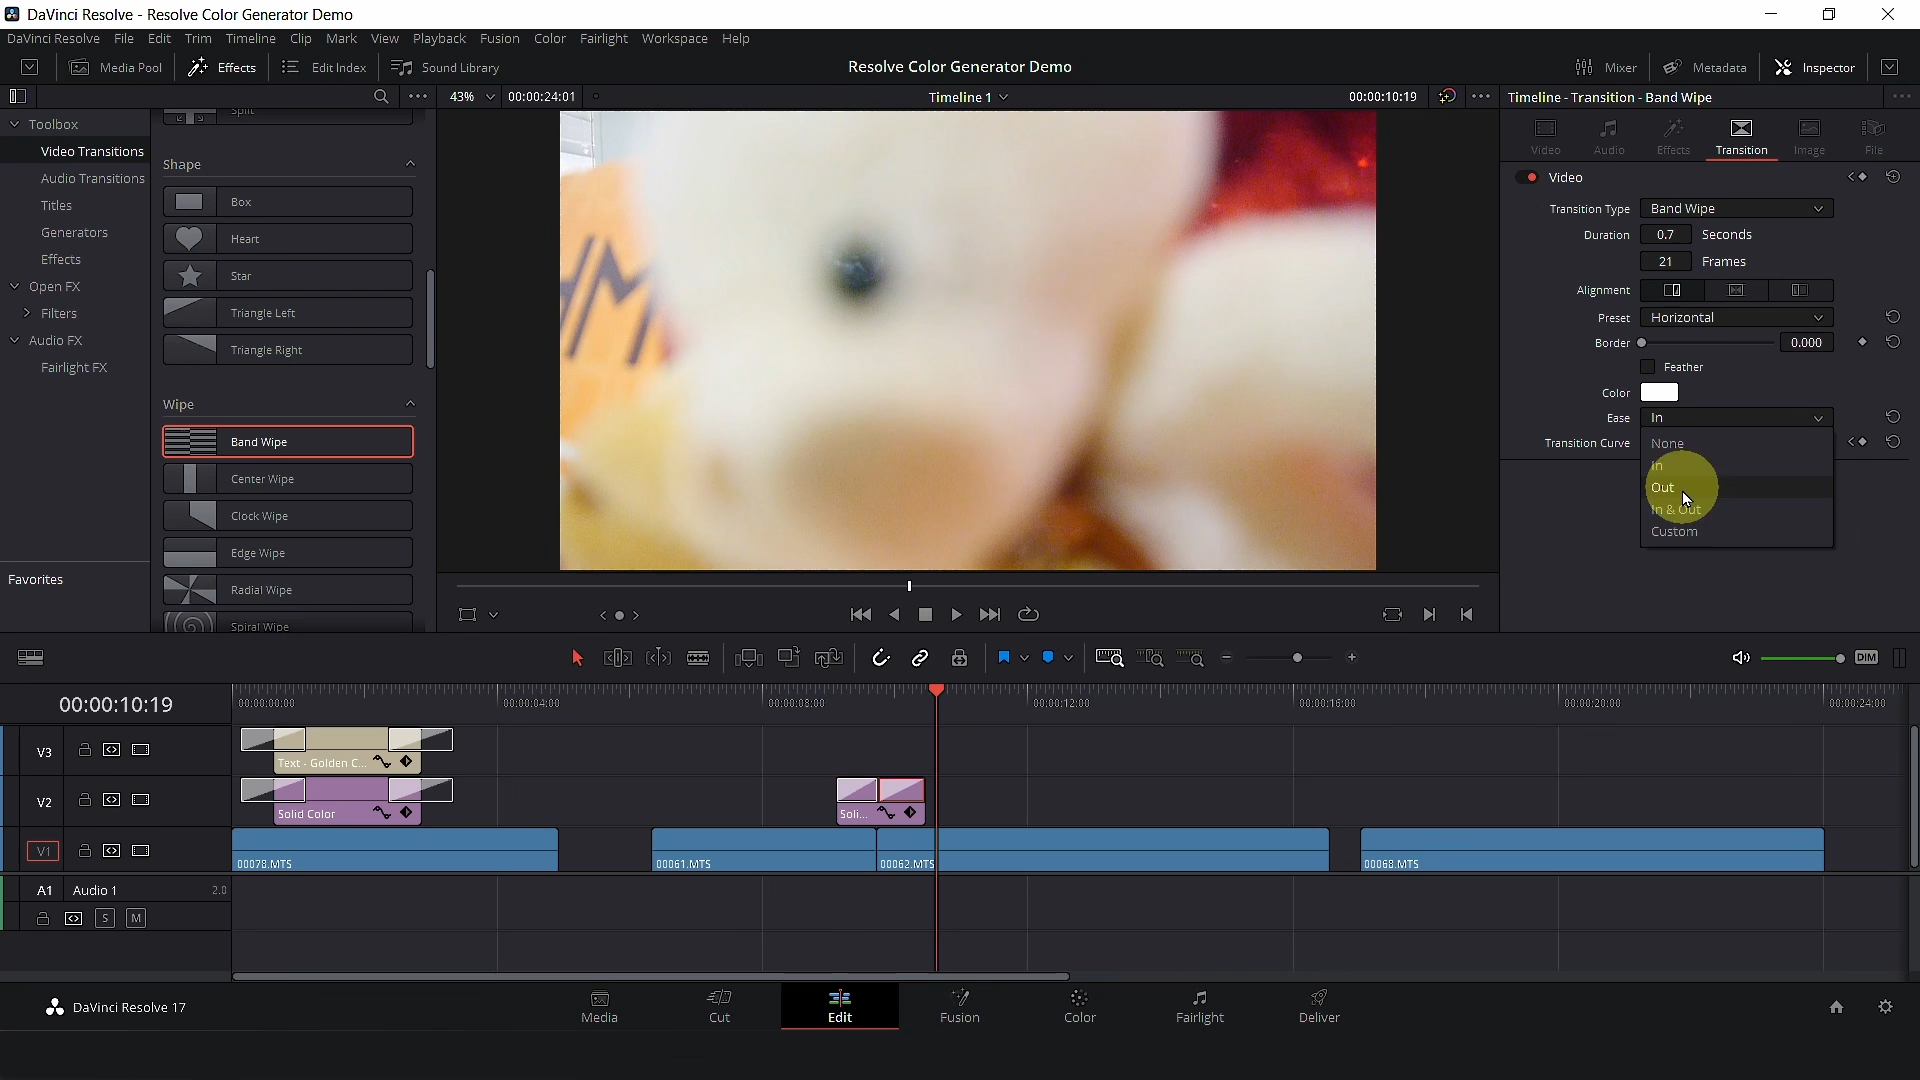 DaVinci Resolve - Resolve Color Generator Demo
DaVinci Resolve File Edit Trim Timeline Clip Mark View Playback Fusion Color Fairlight Workspace Help
Media Pool Effects Edit Index Sound Library Resolve Color Generator Demo Mixer Metadata Inspector
43% 00:00:24:01 Timeline 1 00:00:10:19 Timeline - Transition - Band Wipe
Toolbox
Video Transitions
Audio Transitions
Titles
Generators
Effects
Open FX
Filters
Audio FX
Fairlight FX
Favorites
Split
Shape
Box
Heart
Star
Triangle Left
Triangle Right
Wipe
Band Wipe
Center Wipe
Clock Wipe
Edge Wipe
Radial Wipe
Spiral Wipe
Video Audio Effects Transition Image File
Video
Transition Type Band Wipe
Duration 0.7 Seconds
21 Frames
Alignment
Preset Horizontal
Border 0.000
Feather
Color
Ease In
Transition Curve
None
In
Out
In & Out
Custom
DIM
00:00:10:19
00:00:00:00 00:00:04:00 00:00:08:00 00:00:12:00 00:00:16:00 00:00:20:00 00:00:24:00
V3
Text - Golden C...
V2
Solid Color Soli...
V1
00078.MTS 00061.MTS 00062.MTS 00068.MTS
A1 Audio 1 2.0
S M
DaVinci Resolve 17
Media Cut Edit Fusion Color Fairlight Deliver